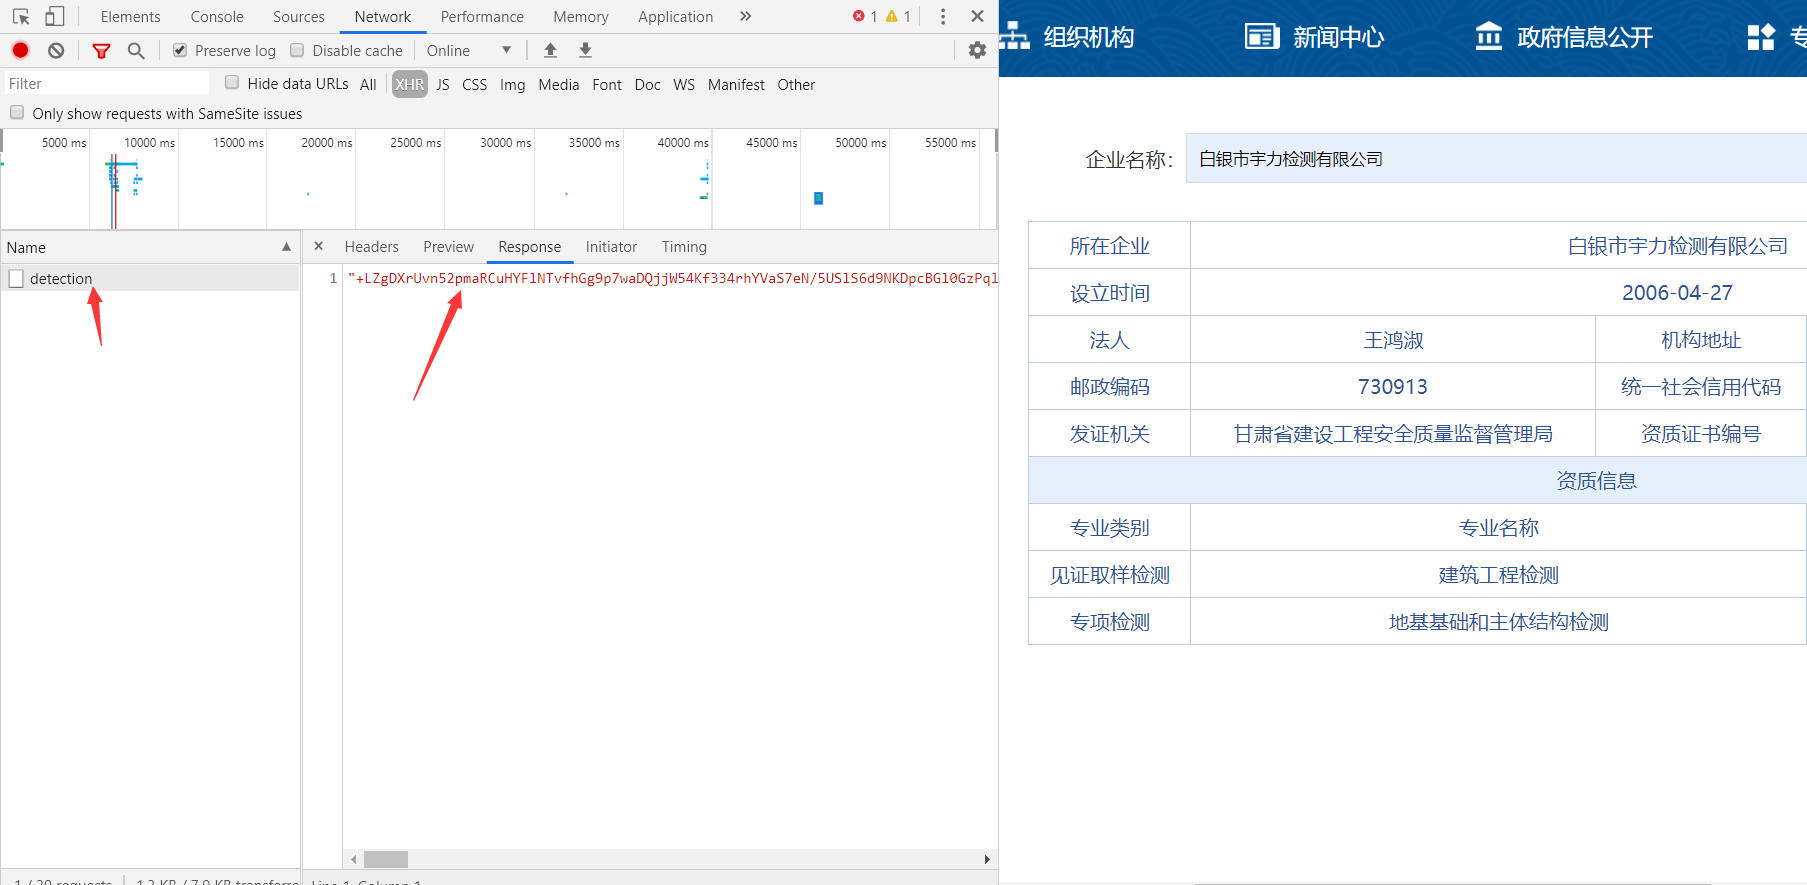 Elements Console Sources Network Performance Memory Application » 1 1
Preserve log Disable cache Online
Filter Hide data URLs All XHR JS CSS Img Media Font Doc WS Manifest Other
Only show requests with SameSite issues
5000 ms 10000 ms 15000 ms 20000 ms 25000 ms 30000 ms 35000 ms 40000 ms 45000 ms 50000 ms 55000 ms
Name
detection
× Headers Preview Response Initiator Timing
1 "+LZgDXrUvn52pmaRCuHYFlNTvfhGg9p7waDQjjW54Kf334rhYVaS7eN/5USlS6d9NKDpcBGl0GzPql
1 / 20 requests 1.2 KB / 7.0 KB transferre
Line 1, Column 1
组织机构 新闻中心 政府信息公开 专
企业名称: 白银市宇力检测有限公司
所在企业 白银市宇力检测有限公司
设立时间 2006-04-27
法人 王鸿淑 机构地址
邮政编码 730913 统一社会信用代码
发证机关 甘肃省建设工程安全质量监督管理局 资质证书编号
资质信息
专业类别 专业名称
见证取样检测 建筑工程检测
专项检测 地基基础和主体结构检测